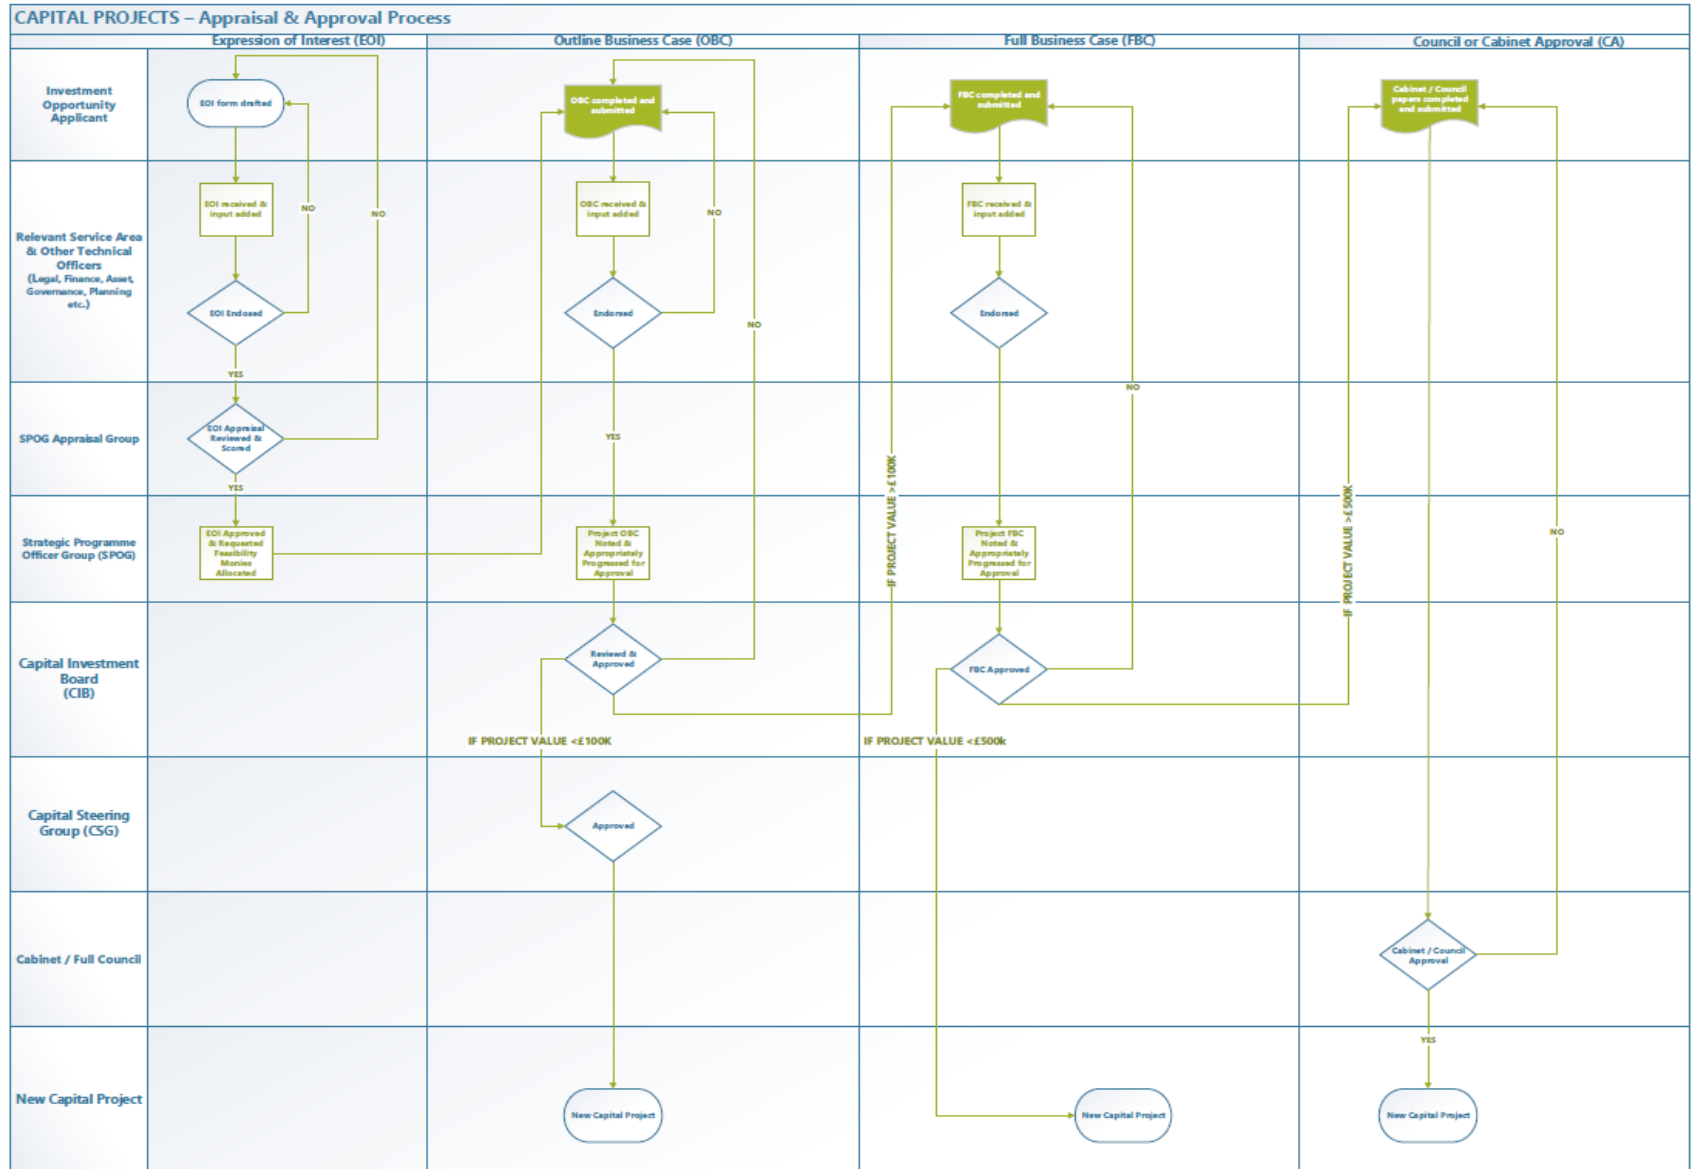 CAPITAL PROJECTS – Appraisal & Approval Process
Expression of Interest (EOI)
Outline Business Case (OBC)
Full Business Case (FBC)
Council or Cabinet Approval (CA)
Investment
Opportunity
Applicant
EOI form drafted
OBC completed and
submitted
FBC completed and
submitted
Cabinet / Council
papers completed
and submitted
Relevant Service Area
& Other Technical
Officers
(Legal, Finance, Asset,
Governance, Planning
etc.)
EOI received &
input added
NO
NO
OBC received &
input added
NO
FBC received &
input added
EOI Endosed
Endorsed
NO
Endorsed
YES
NO
SPOG Appraisal Group
EOI Appraisal
Reviewed &
Scored
YES
YES
IF PROJECT VALUE >£100K
IF PROJECT VALUE >£500K
Strategic Programme
Officer Group (SPOG)
EOI Approved
& Requested
Feasibility
Monies
Allocated
Project OBC
Noted &
Appropriately
Progressed for
Approval
Project FBC
Noted &
Appropriately
Progressed for
Approval
NO
Capital Investment
Board
(CIB)
Reviewd &
Approved
FBC Approved
IF PROJECT VALUE <£100K
IF PROJECT VALUE <£500k
Capital Steering
Group (CSG)
Approved
Cabinet / Full Council
Cabinet / Council
Approval
YES
New Capital Project
New Capital Project
New Capital Project
New Capital Project